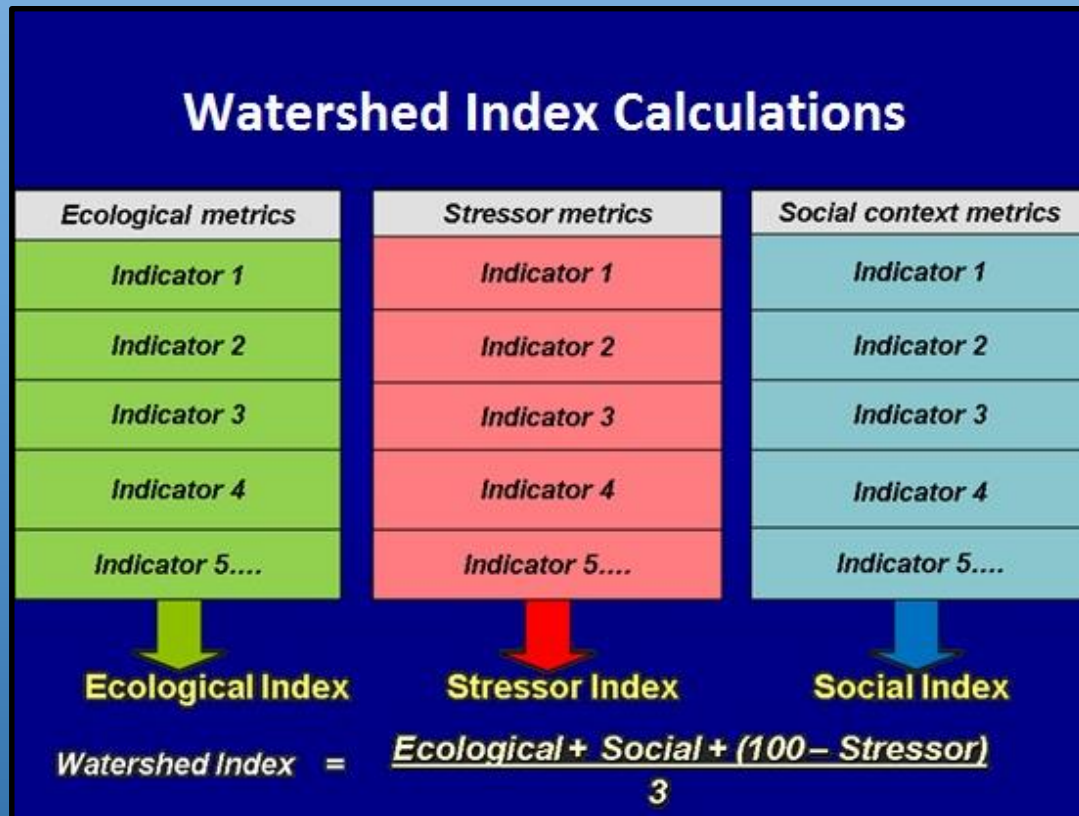 Watershed Index Calculations
Ecological metrics
Indicator 1
Indicator 2
Indicator 3
Indicator 4
Indicator 5....
Stressor metrics
Indicator 1
Indicator 2
Indicator 3
Indicator 4
Indicator 5....
Social context metrics
Indicator 1
Indicator 2
Indicator 3
Indicator 4
Indicator 5....
Ecological Index
Stressor Index
Social Index
Watershed Index = Ecological + Social + (100 – Stressor)
3